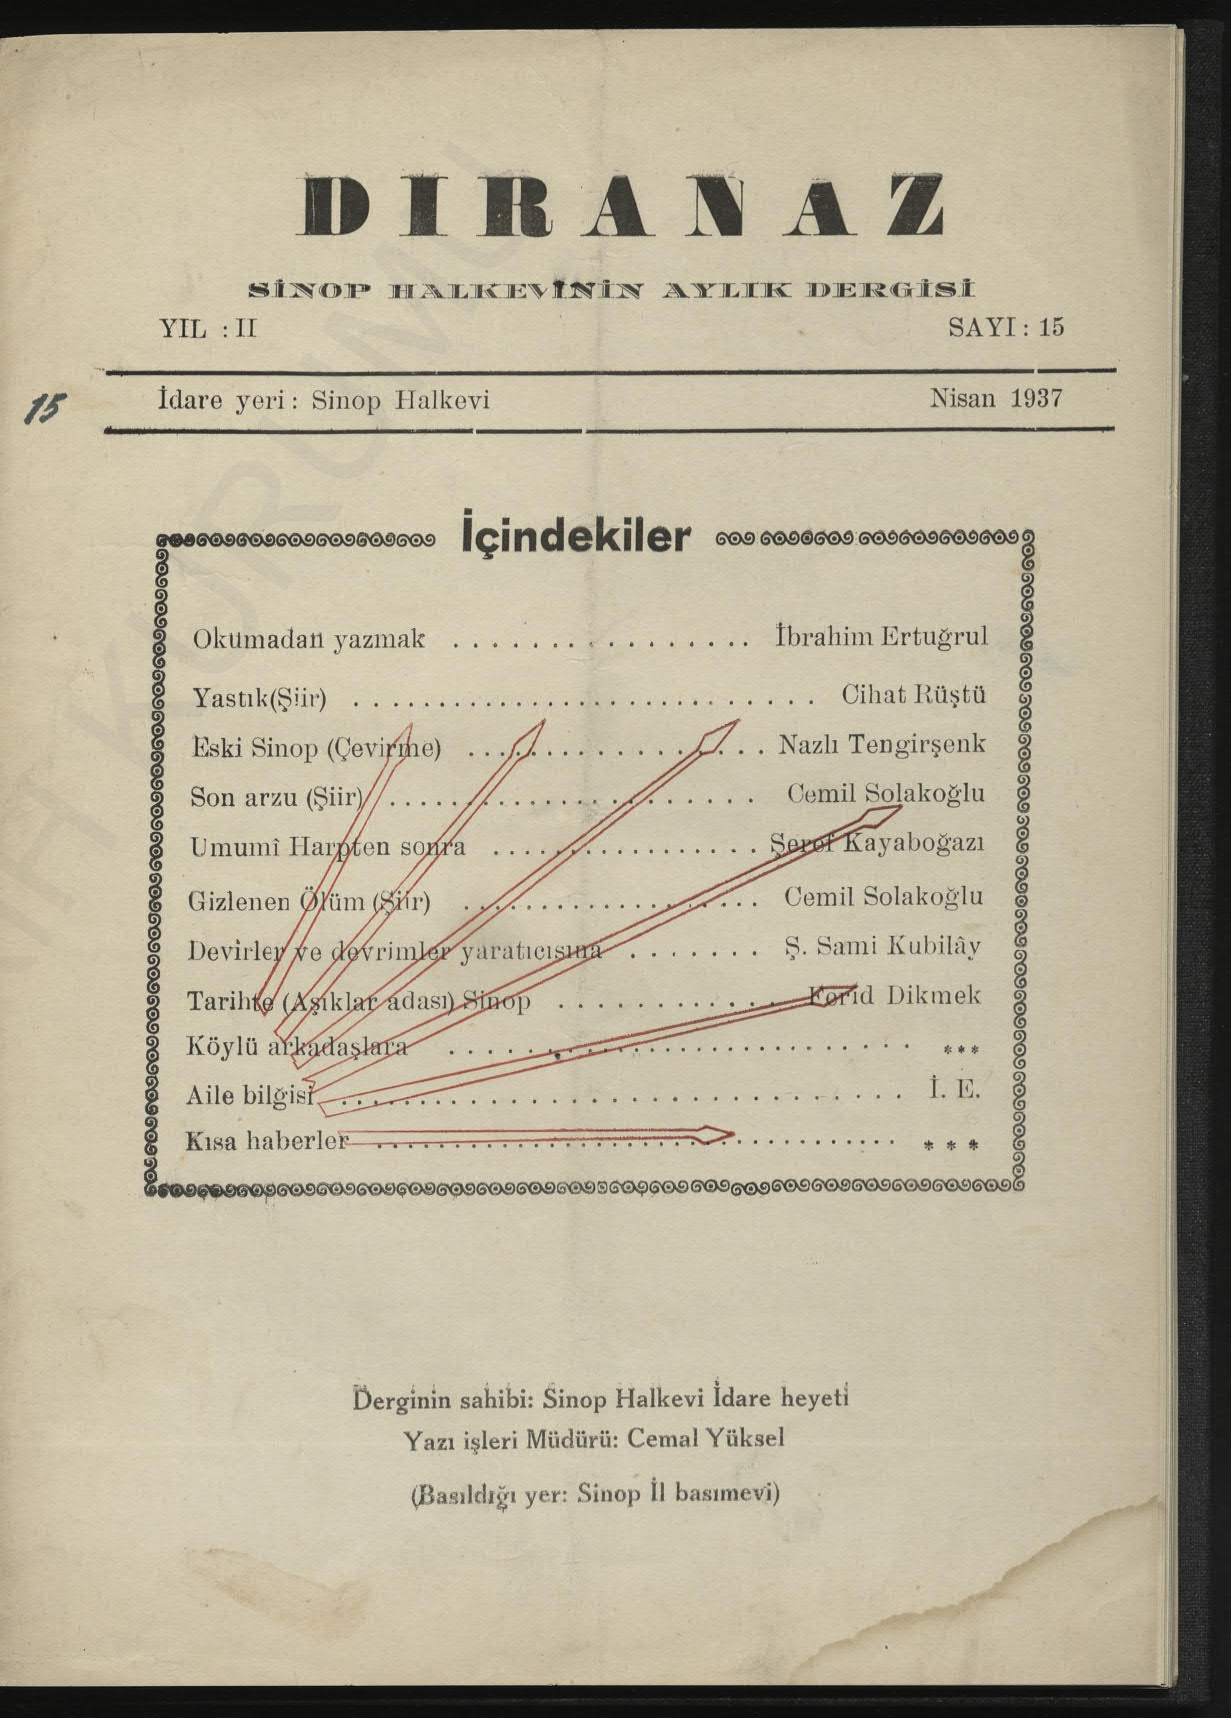 DIRANAZ
SİNOP HALKEVİNİN AYLIK DERGİSİ
YIL : II
SAYI : 15
15
İdare yeri : Sinop Halkevi
Nisan 1937
İçindekiler
Okumadan yazmak . . . . . . . . . . . . . . . . İbrahim Ertuğrul
Yastık(Şiir) . . . . . . . . . . . . . . . . . . . . . . . . . . Cihat Rüştü
Eski Sinop (Çevirme) . . . . . . . . . . . . . . . . Nazlı Tengirşenk
Son arzu (Şiir) . . . . . . . . . . . . . . . . . . . . . . Cemil Solakoğlu
Umumî Harpten sonra . . . . . . . . . . . . . . . . Şeref Kayaboğazı
Gizlenen Ölüm (Şiir) . . . . . . . . . . . . . . . . . Cemil Solakoğlu
Devirler ve devrimler yaratıcısına . . . . . . . Ş. Sami Kubilây
Tarihte (Aşıklar adası) Sinop . . . . . . . . . . . . Ferid Dikmek
Köylü arkadaşlara . . . . . . . . . . . . . . . . . . . . . . . . ***
Aile bilğisi . . . . . . . . . . . . . . . . . . . . . . . . . . . . . İ. E.
Kısa haberler . . . . . . . . . . . . . . . . . . . . . . . . . . . * * *
Derginin sahibi: Sinop Halkevi İdare heyeti
Yazı işleri Müdürü: Cemal Yüksel
(Basıldığı yer: Sinop İl basımevi)